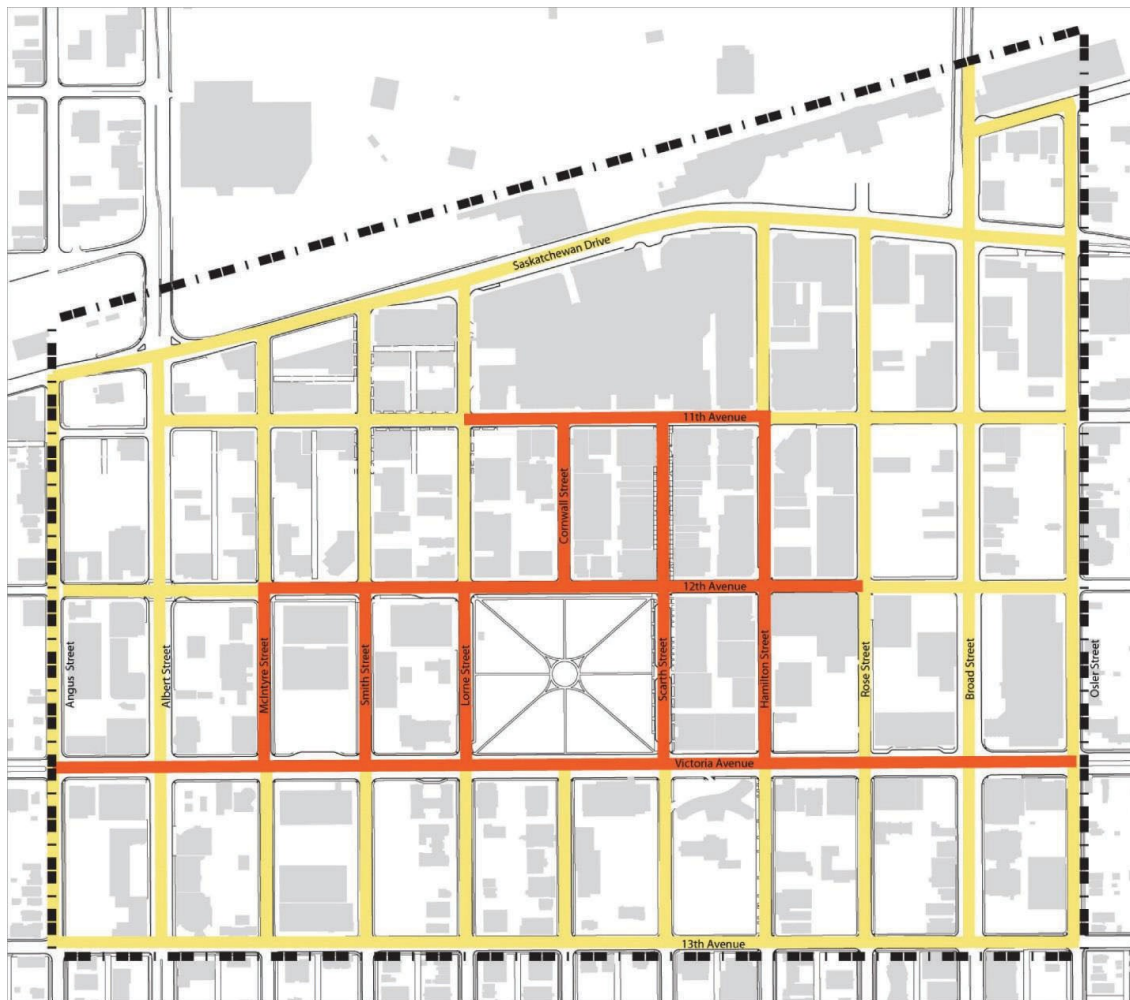 Saskatchewan Drive
11th Avenue
Cornwall Street
12th Avenue
Angus Street
Albert Street
McIntyre Street
Smith Street
Lorne Street
Scarth Street
Hamilton Street
Rose Street
Broad Street
Osler Street
Victoria Avenue
13th Avenue